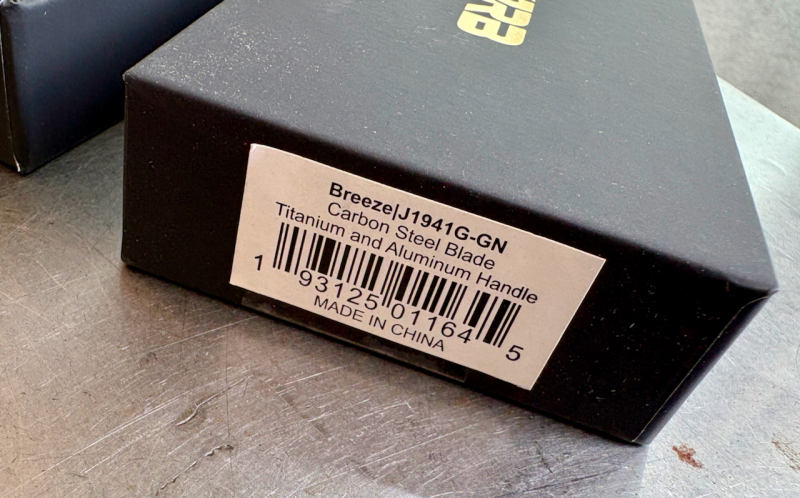 Breeze|J1941G-GN
Carbon Steel Blade
Titanium and Aluminum Handle
1 93125 01164 5
MADE IN CHINA